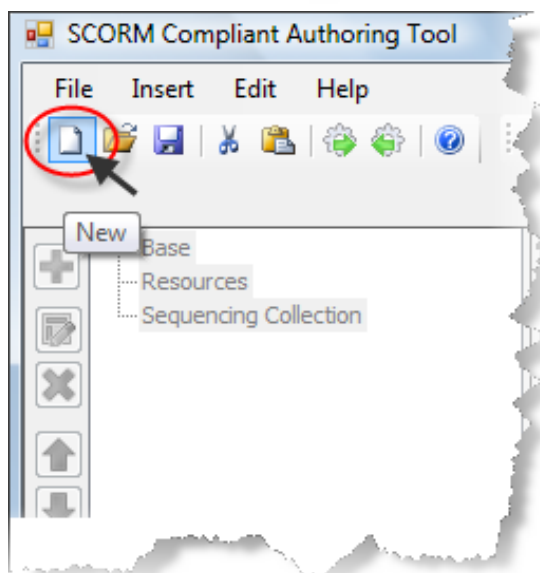 SCORM Compliant Authoring Tool
File Insert Edit Help
New
Base
Resources
Sequencing Collection